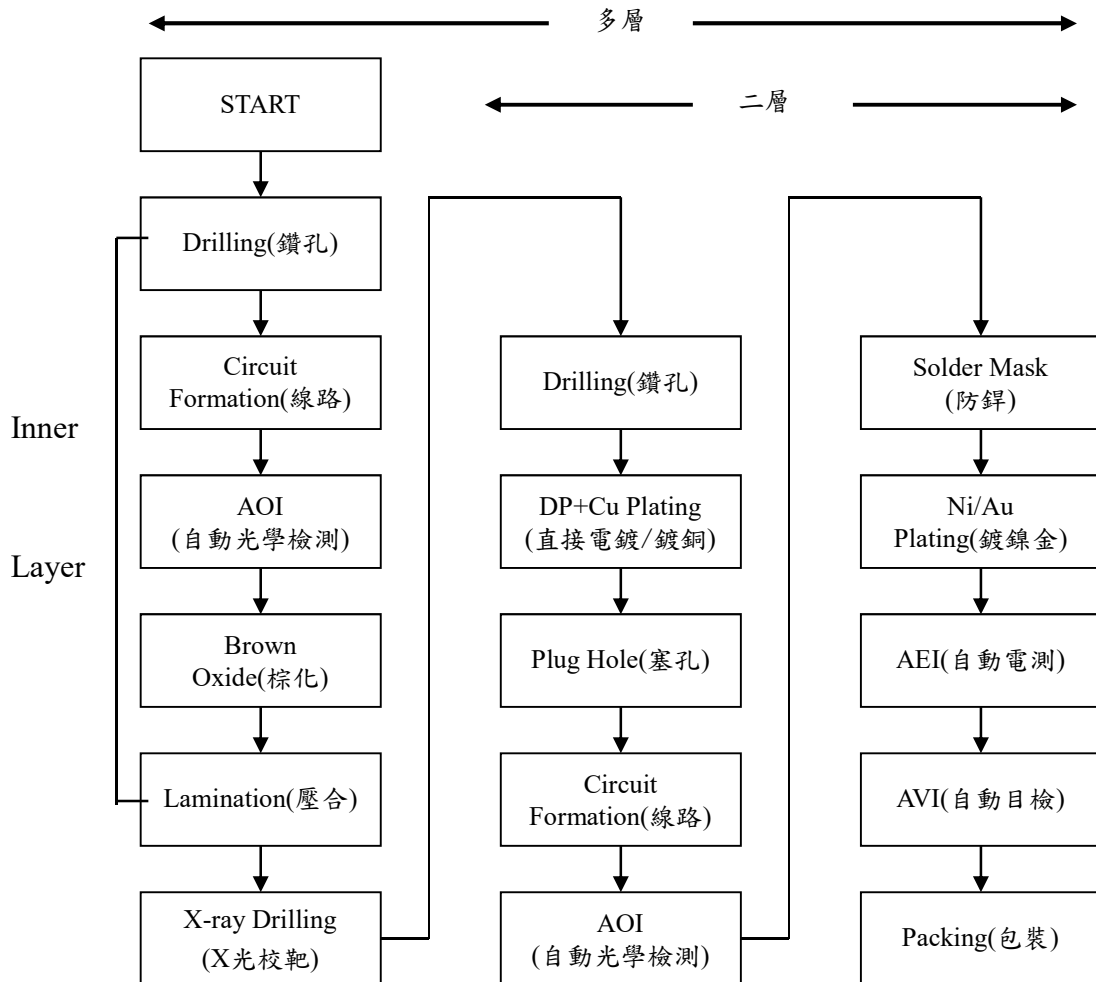 多層
START
二層
Drilling(鑽孔)
Circuit
Formation(線路)
AOI
(自動光學檢測)
Brown
Oxide(棕化)
Lamination(壓合)
X-ray Drilling
(X光校靶)
Inner
Layer
Drilling(鑽孔)
DP+Cu Plating
(直接電鍍/鍍銅)
Plug Hole(塞孔)
Circuit
Formation(線路)
AOI
(自動光學檢測)
Solder Mask
(防銲)
Ni/Au
Plating(鍍鎳金)
AEI(自動電測)
AVI(自動目檢)
Packing(包裝)